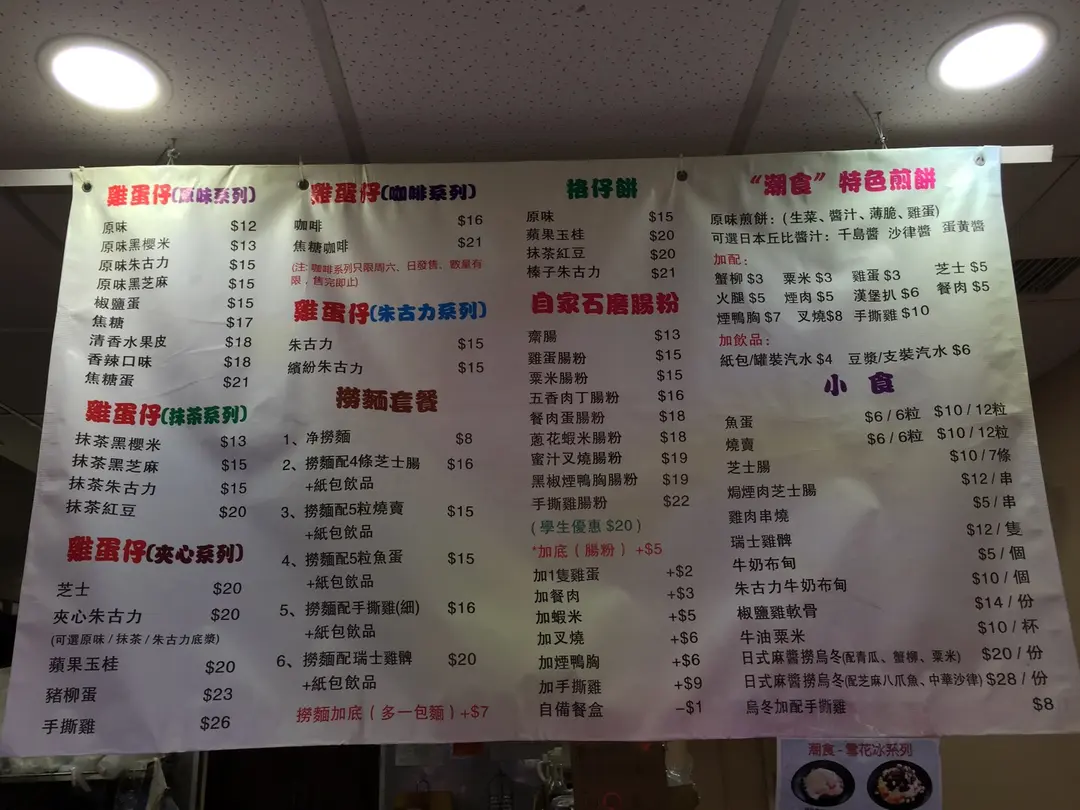 雞蛋仔(原味系列)
原味 $12
原味黑櫻米 $13
原味朱古力 $15
原味黑芝麻 $15
椒鹽蛋 $15
焦糖 $17
清香水果皮 $18
香辣口味 $18
焦糖蛋 $21
雞蛋仔(抹茶系列)
抹茶黑櫻米 $13
抹茶黑芝麻 $15
抹茶朱古力 $15
抹茶紅豆 $20
雞蛋仔(夾心系列)
芝士 $20
夾心朱古力 $20
(可選原味/抹茶/朱古力底漿)
蘋果玉桂 $20
豬柳蛋 $23
手撕雞 $26
雞蛋仔(咖啡系列)
咖啡 $16
焦糖咖啡 $21
(注: 咖啡系列只限周六、日發售、數量有
限，售完即止)
雞蛋仔(朱古力系列)
朱古力 $15
繽紛朱古力 $15
撈麵套餐
1、净撈麵 $8
2、撈麵配4條芝士腸 $16
+紙包飲品
3、撈麵配5粒燒賣 $15
+紙包飲品
4、撈麵配5粒魚蛋 $15
+紙包飲品
5、撈麵配手撕雞(細) $16
+紙包飲品
6、撈麵配瑞士雞髀 $20
+紙包飲品
撈麵加底（多一包麵）+$7
格仔餅
原味 $15
蘋果玉桂 $20
抹茶紅豆 $20
榛子朱古力 $21
自家石磨腸粉
齋腸 $13
雞蛋腸粉 $15
粟米腸粉 $15
五香肉丁腸粉 $16
餐肉蛋腸粉 $18
蔥花蝦米腸粉 $18
蜜汁叉燒腸粉 $19
黑椒煙鴨胸腸粉 $19
手撕雞腸粉 $22
(學生優惠 $20)
*加底（腸粉）+$5
加1隻雞蛋 +$2
加餐肉 +$3
加蝦米 +$5
加叉燒 +$6
加煙鴨胸 +$6
加手撕雞 +$9
自備餐盒 −$1
“潮食”特色煎餅
原味煎餅：(生菜、醬汁、薄脆、雞蛋)
可選日本丘比醬汁：千島醬 沙律醬 蛋黃醬
加配：
蟹柳 $3 粟米 $3 雞蛋 $3 芝士 $5
火腿 $5 煙肉 $5 漢堡扒 $6 餐肉 $5
煙鴨胸 $7 叉燒$8 手撕雞 $10
加飲品：
紙包/罐裝汽水 $4 豆漿/支裝汽水 $6
小食
魚蛋 $6 / 6粒 $10 / 12粒
燒賣 $6 / 6粒 $10 / 12粒
芝士腸 $10 / 7條
焗煙肉芝士腸 $12 / 串
雞肉串燒 $5 / 串
瑞士雞髀 $12 / 隻
牛奶布甸 $5 / 個
朱古力牛奶布甸 $10 / 個
椒鹽雞軟骨 $14 / 份
牛油粟米 $10 / 杯
日式麻醬撈烏冬(配青瓜、蟹柳、粟米) $20 / 份
日式麻醬撈烏冬(配芝麻八爪魚、中華沙律) $28 / 份
烏冬加配手撕雞 $8
潮食-雪花冰系列